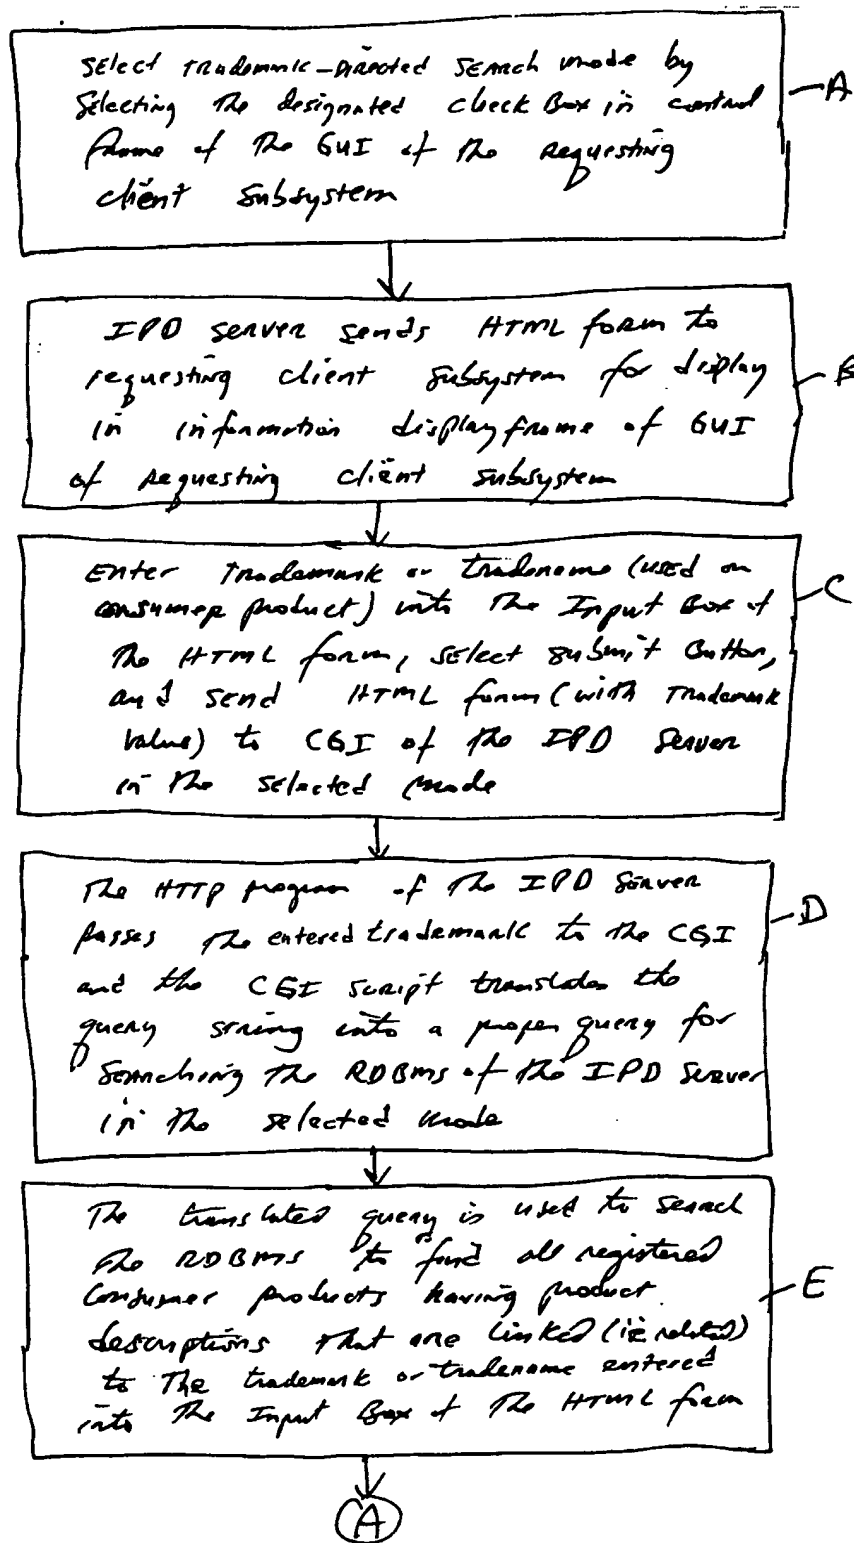 Select Trademark-Directed Search mode by
Selecting the designated check Box in control
frame of the GUI of the requesting
client Subsystem
A
IPD Server sends HTML form to
requesting client Subsystem for display
in information display frame of GUI
of requesting client Subsystem
B
Enter Trademark or tradename (used on
consumer product) into the Input Box of
the HTML form, select submit Button,
and send HTML form (with Trademark
value) to CGI of the IPD Server
in the selected mode
C
The HTTP program of the IPD Server
passes the entered trademark to the CGI
and the CGI script translates the
query string into a proper query for
Searching the RDBMS of the IPD Server
in the selected mode
D
The translated query is used to search
the RDBMS to find all registered
Consumer products having product
descriptions that are linked (ie related)
to the trademark or tradename entered
into the Input Box of the HTML form
E
A